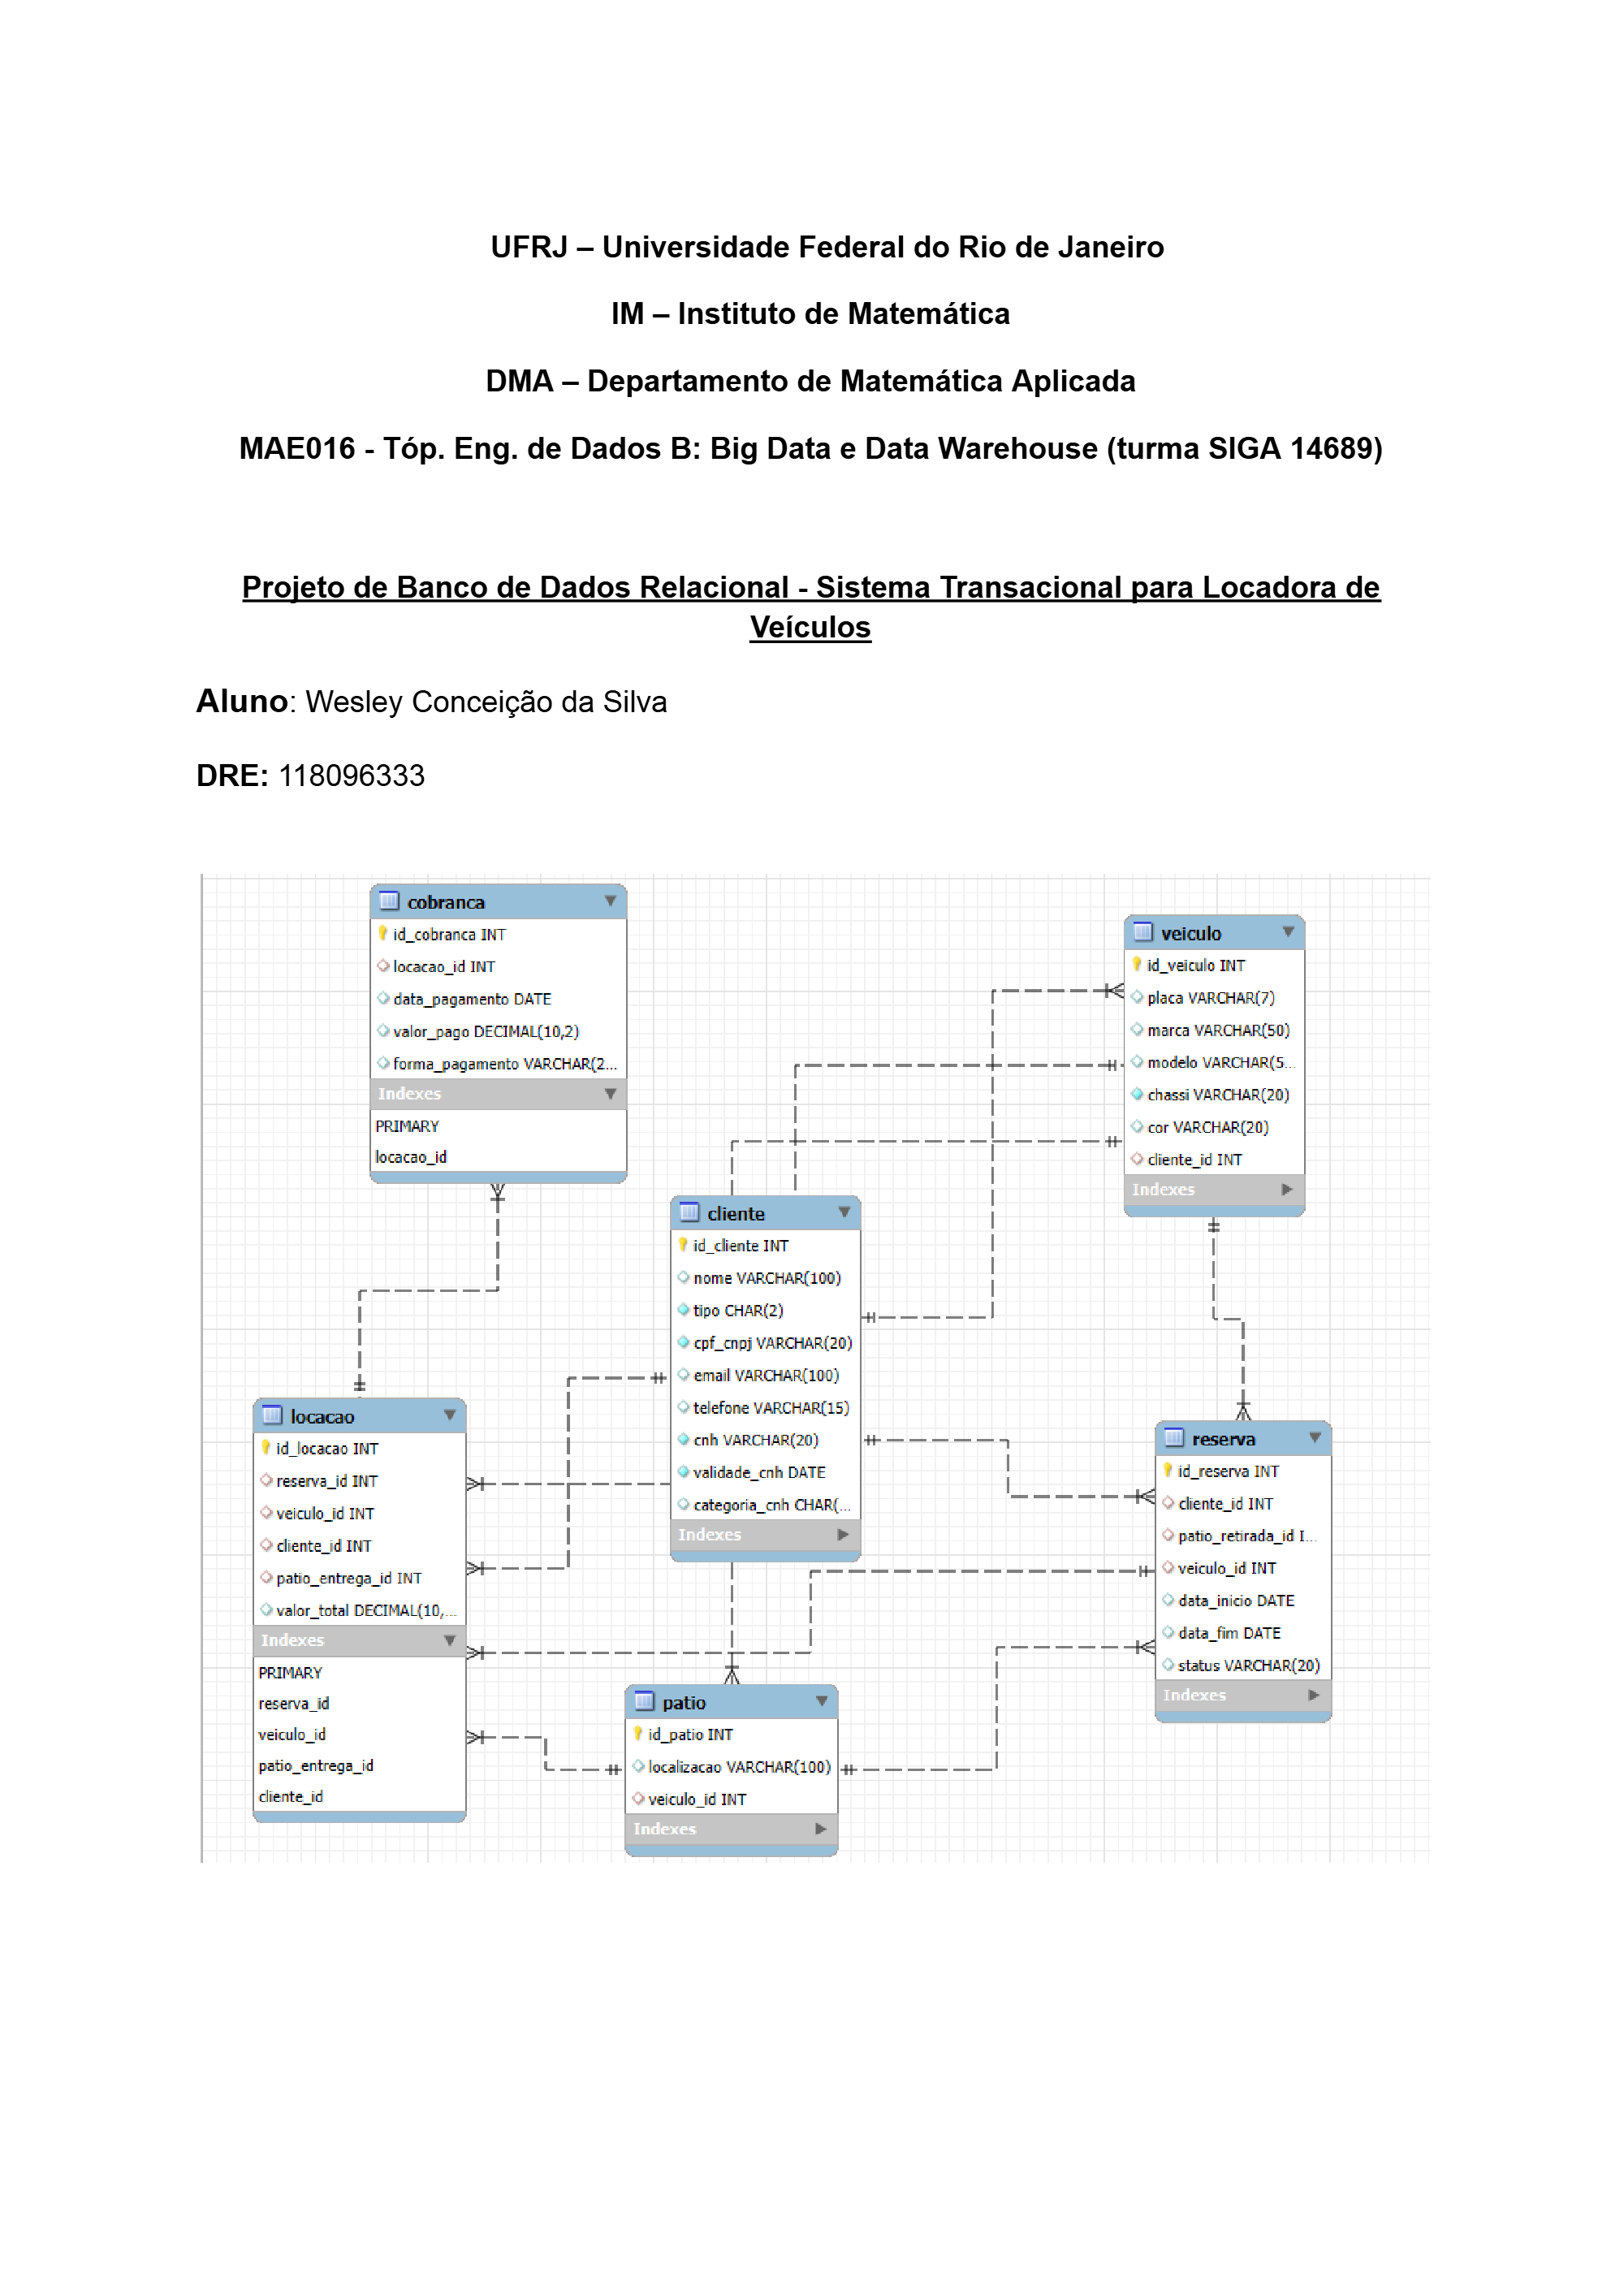 UFRJ – Universidade Federal do Rio de Janeiro
IM – Instituto de Matemática
DMA – Departamento de Matemática Aplicada
MAE016 - Tóp. Eng. de Dados B: Big Data e Data Warehouse (turma SIGA 14689)
Projeto de Banco de Dados Relacional - Sistema Transacional para Locadora de
Veículos
Aluno: Wesley Conceição da Silva
DRE: 118096333
cobranca
id_cobranca INT
locacao_id INT
data_pagamento DATE
valor_pago DECIMAL(10,2)
forma_pagamento VARCHAR(2...
Indexes
PRIMARY
locacao_id
veiculo
id_veiculo INT
placa VARCHAR(7)
marca VARCHAR(50)
modelo VARCHAR(5...
chassi VARCHAR(20)
cor VARCHAR(20)
cliente_id INT
Indexes
cliente
id_cliente INT
nome VARCHAR(100)
tipo CHAR(2)
cpf_cnpj VARCHAR(20)
email VARCHAR(100)
telefone VARCHAR(15)
cnh VARCHAR(20)
validade_cnh DATE
categoria_cnh CHAR(...
Indexes
locacao
id_locacao INT
reserva_id INT
veiculo_id INT
cliente_id INT
patio_entrega_id INT
valor_total DECIMAL(10,...
Indexes
PRIMARY
reserva_id
veiculo_id
patio_entrega_id
cliente_id
reserva
id_reserva INT
cliente_id INT
patio_retirada_id I...
veiculo_id INT
data_inicio DATE
data_fim DATE
status VARCHAR(20)
Indexes
patio
id_patio INT
localizacao VARCHAR(100)
veiculo_id INT
Indexes